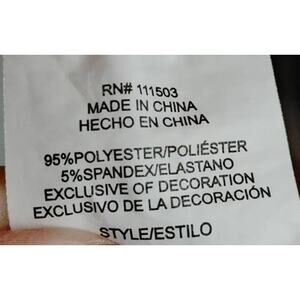 RN# 111503
MADE IN CHINA
HECHO EN CHINA
95%POLYESTER/POLIÉSTER
5%SPANDEX/ELASTANO
EXCLUSIVE OF DECORATION
EXCLUSIVO DE LA DECORACIÓN
STYLE/ESTILO